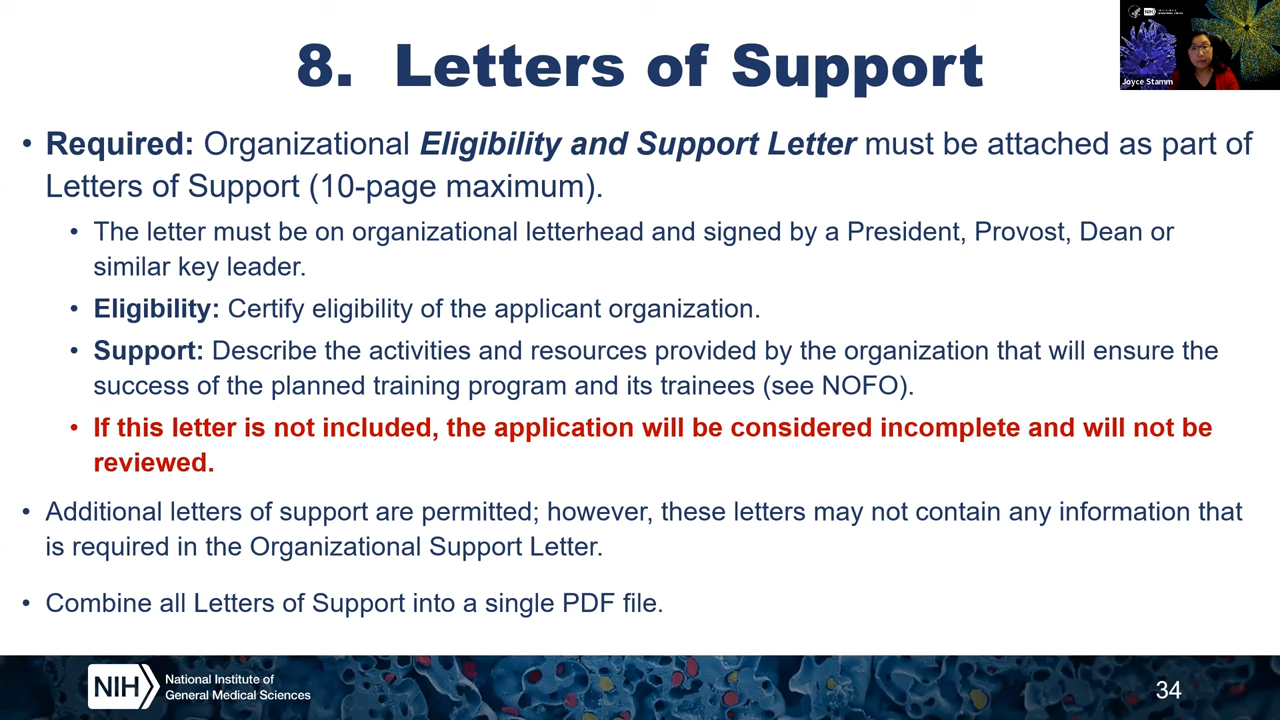 8. Letters of Support
NIH
Joyce Stamm
• Required: Organizational Eligibility and Support Letter must be attached as part of
Letters of Support (10-page maximum).
• The letter must be on organizational letterhead and signed by a President, Provost, Dean or
similar key leader.
• Eligibility: Certify eligibility of the applicant organization.
• Support: Describe the activities and resources provided by the organization that will ensure the
success of the planned training program and its trainees (see NOFO).
• If this letter is not included, the application will be considered incomplete and will not be
reviewed.
• Additional letters of support are permitted; however, these letters may not contain any information that
is required in the Organizational Support Letter.
• Combine all Letters of Support into a single PDF file.
NIH
National Institute of
General Medical Sciences
34